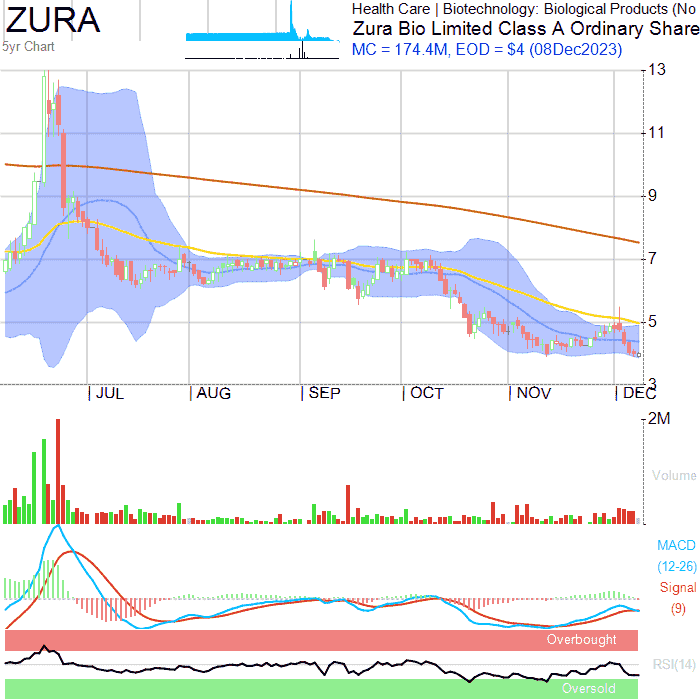 ZURA
5yr Chart
Health Care | Biotechnology: Biological Products (No
Zura Bio Limited Class A Ordinary Share
MC = 174.4M, EOD = $4 (08Dec2023)
13
11
9
7
5
3
JUL
AUG
SEP
OCT
NOV
DEC
2M
Volume
MACD
(12-26)
Signal
(9)
Overbought
RSI(14)
Oversold